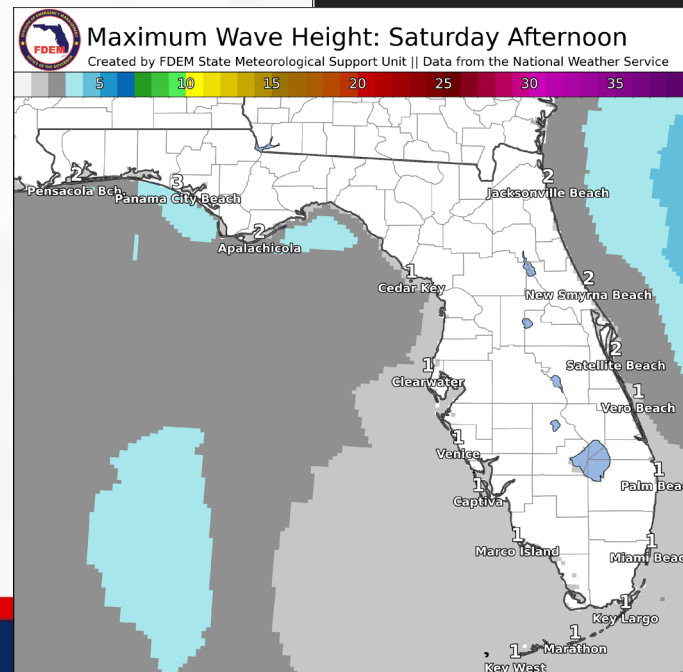 Maximum Wave Height: Saturday Afternoon
FDEM
Created by FDEM State Meteorological Support Unit || Data from the National Weather Service
5 10 15 20 25 30 35
2
Pensacola Bch.
3
Panama City Beach
2
Jacksonville Beach
2
Apalachicola
1
Cedar Key
2
New Smyrna Beach
2
Satellite Beach
1
Clearwater
1
Vero Beach
1
Venice
1
Palm Bea
1
Captiva
1
Marco Island
1
Miami Beac
1
Key Largo
1
Marathon
1
Key West